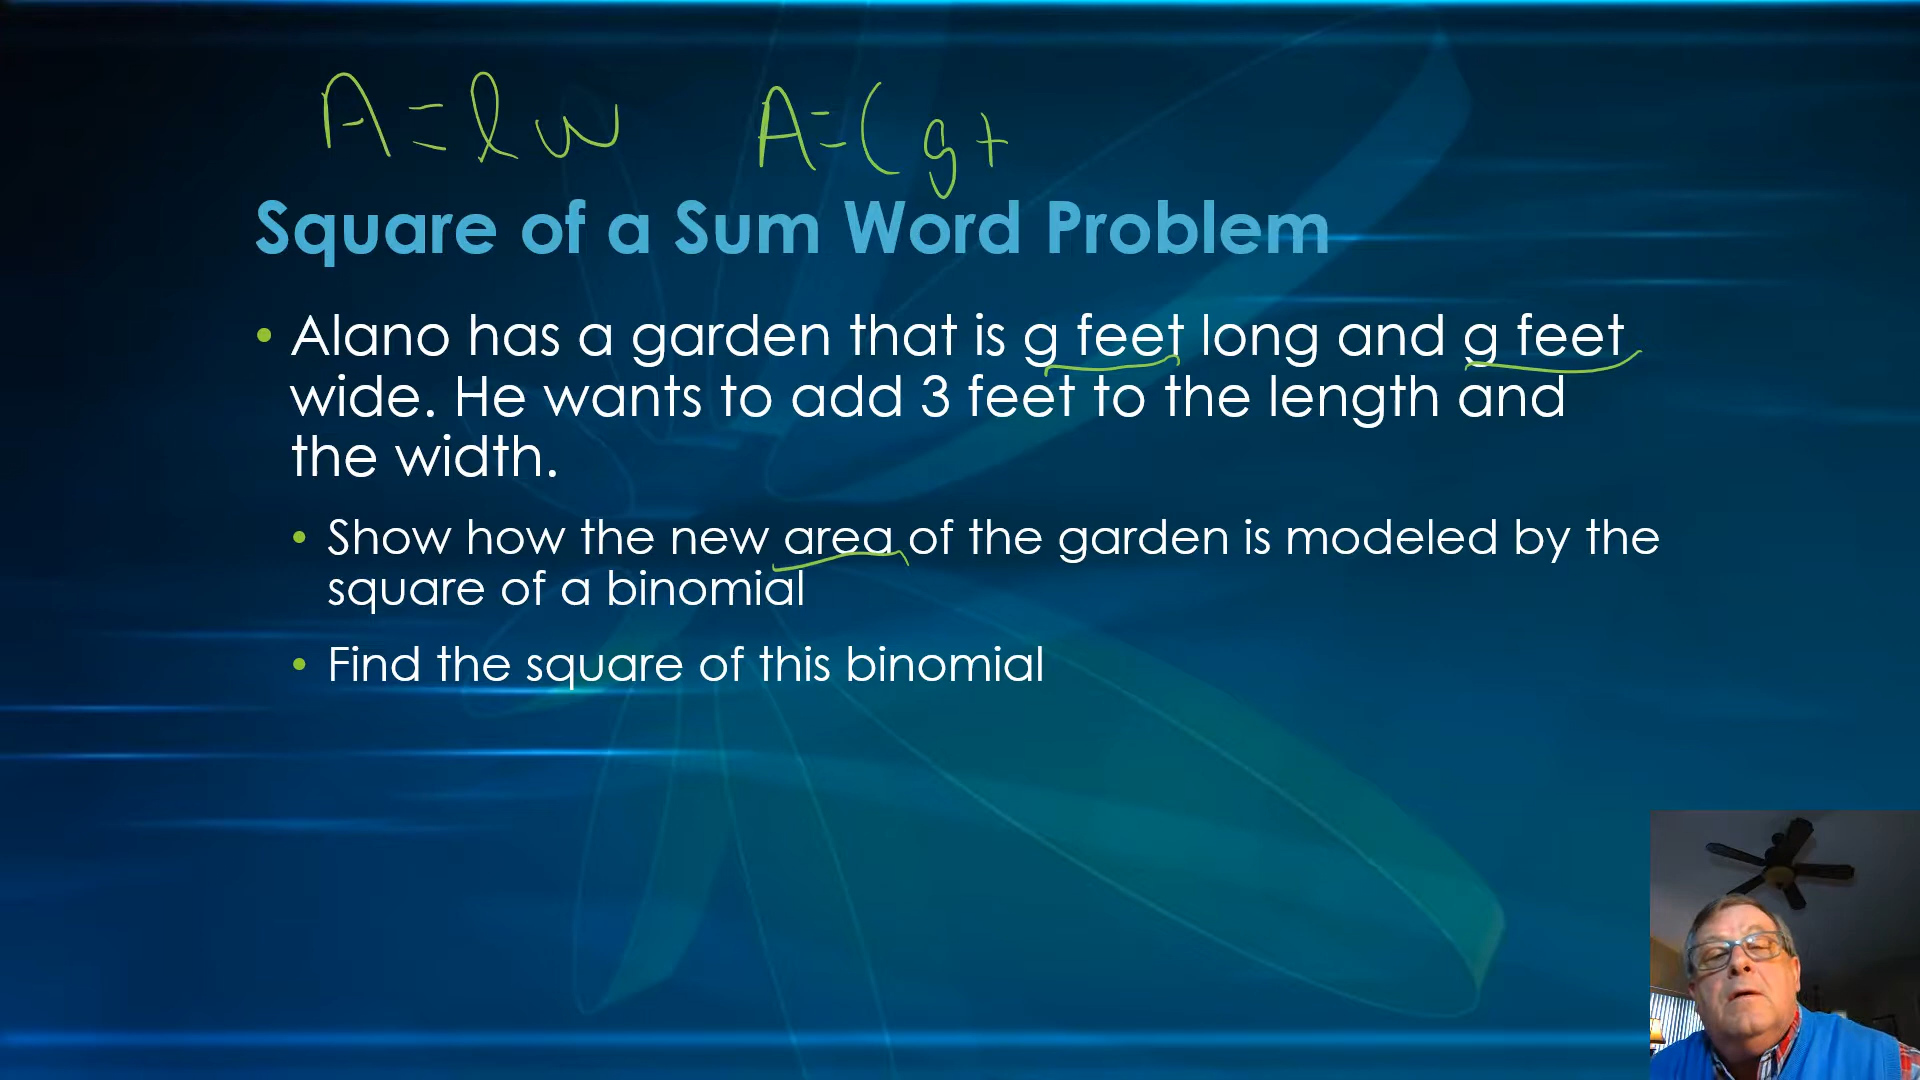 A = lw A = ( g +
Square of a Sum Word Problem
• Alano has a garden that is g feet long and g feet
wide. He wants to add 3 feet to the length and
the width.
• Show how the new area of the garden is modeled by the
square of a binomial
• Find the square of this binomial